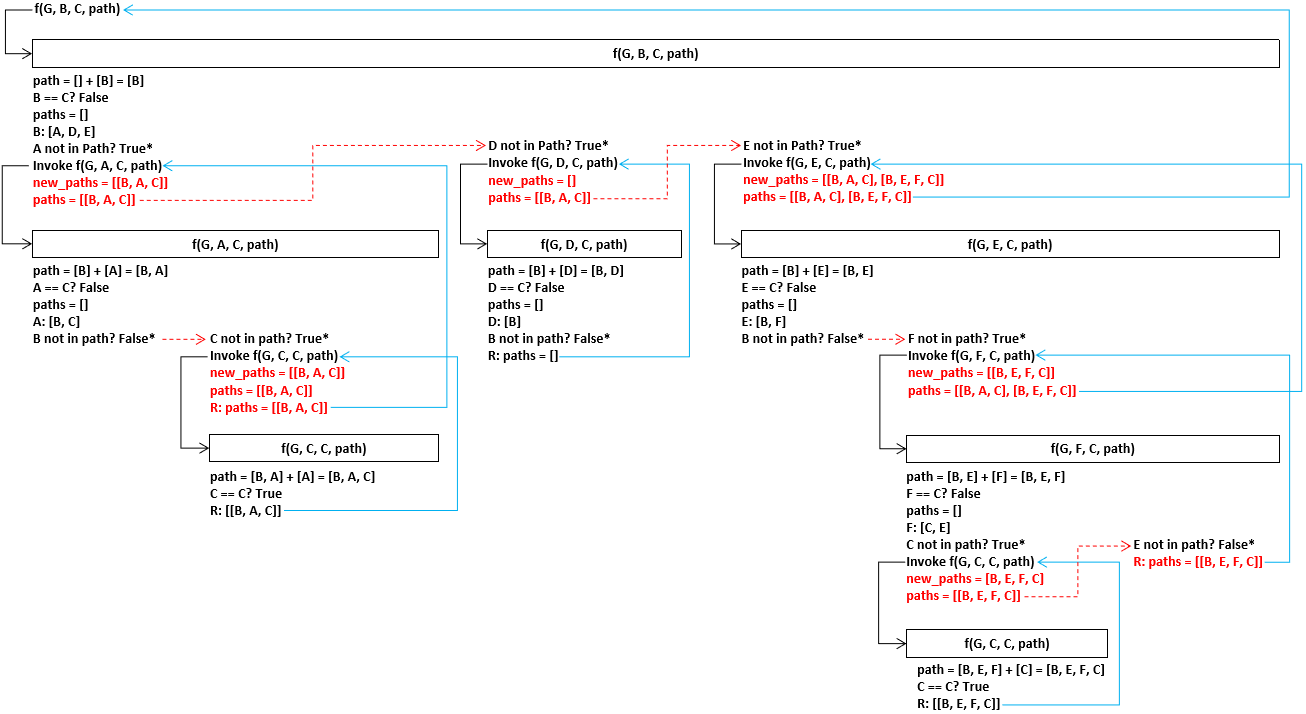 f(G, B, C, path)
f(G, B, C, path)
path = [] + [B] = [B]
B == C? False
paths = []
B: [A, D, E]
A not in Path? True*
Invoke f(G, A, C, path)
new_paths = [[B, A, C]]
paths = [[B, A, C]]
D not in Path? True*
Invoke f(G, D, C, path)
new_paths = []
paths = [[B, A, C]]
E not in Path? True*
Invoke f(G, E, C, path)
new_paths = [[B, A, C], [B, E, F, C]]
paths = [[B, A, C], [B, E, F, C]]
f(G, A, C, path)
path = [B] + [A] = [B, A]
A == C? False
paths = []
A: [B, C]
B not in path? False*
C not in path? True*
Invoke f(G, C, C, path)
new_paths = [[B, A, C]]
paths = [[B, A, C]]
R: paths = [[B, A, C]]
f(G, C, C, path)
path = [B, A] + [A] = [B, A, C]
C == C? True
R: [[B, A, C]]
f(G, D, C, path)
path = [B] + [D] = [B, D]
D == C? False
paths = []
D: [B]
B not in path? False*
R: paths = []
f(G, E, C, path)
path = [B] + [E] = [B, E]
E == C? False
paths = []
E: [B, F]
B not in path? False*
F not in path? True*
Invoke f(G, F, C, path)
new_paths = [[B, E, F, C]]
paths = [[B, A, C], [B, E, F, C]]
f(G, F, C, path)
path = [B, E] + [F] = [B, E, F]
F == C? False
paths = []
F: [C, E]
C not in path? True*
Invoke f(G, C, C, path)
new_paths = [B, E, F, C]
paths = [[B, E, F, C]]
E not in path? False*
R: paths = [[B, E, F, C]]
f(G, C, C, path)
path = [B, E, F] + [C] = [B, E, F, C]
C == C? True
R: [[B, E, F, C]]